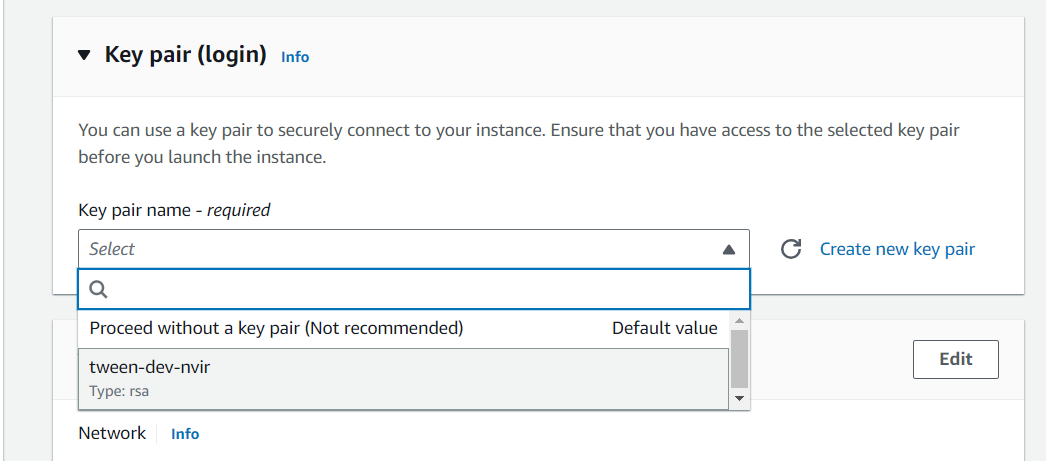 Key pair (login) Info
You can use a key pair to securely connect to your instance. Ensure that you have access to the selected key pair
before you launch the instance.
Key pair name - required
Select
Create new key pair
Proceed without a key pair (Not recommended) Default value
tween-dev-nvir
Type: rsa
Edit
Network Info